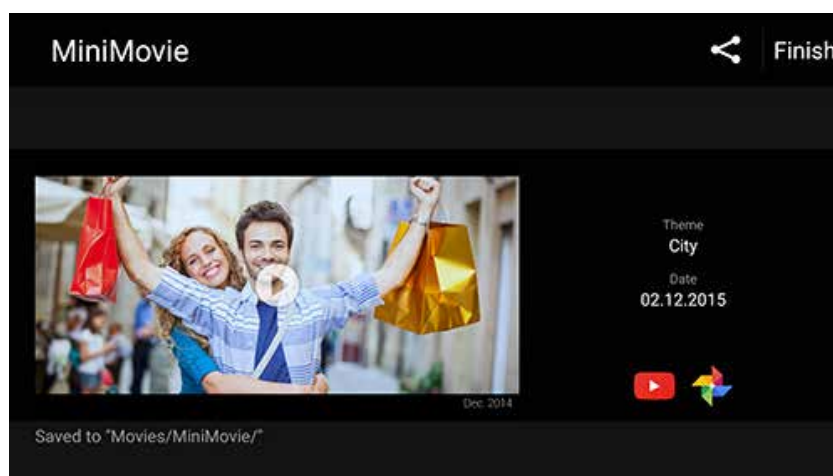 MiniMovie
Finish
Theme
City
Date
02.12.2015
Dec. 2014
Saved to "Movies/MiniMovie/"